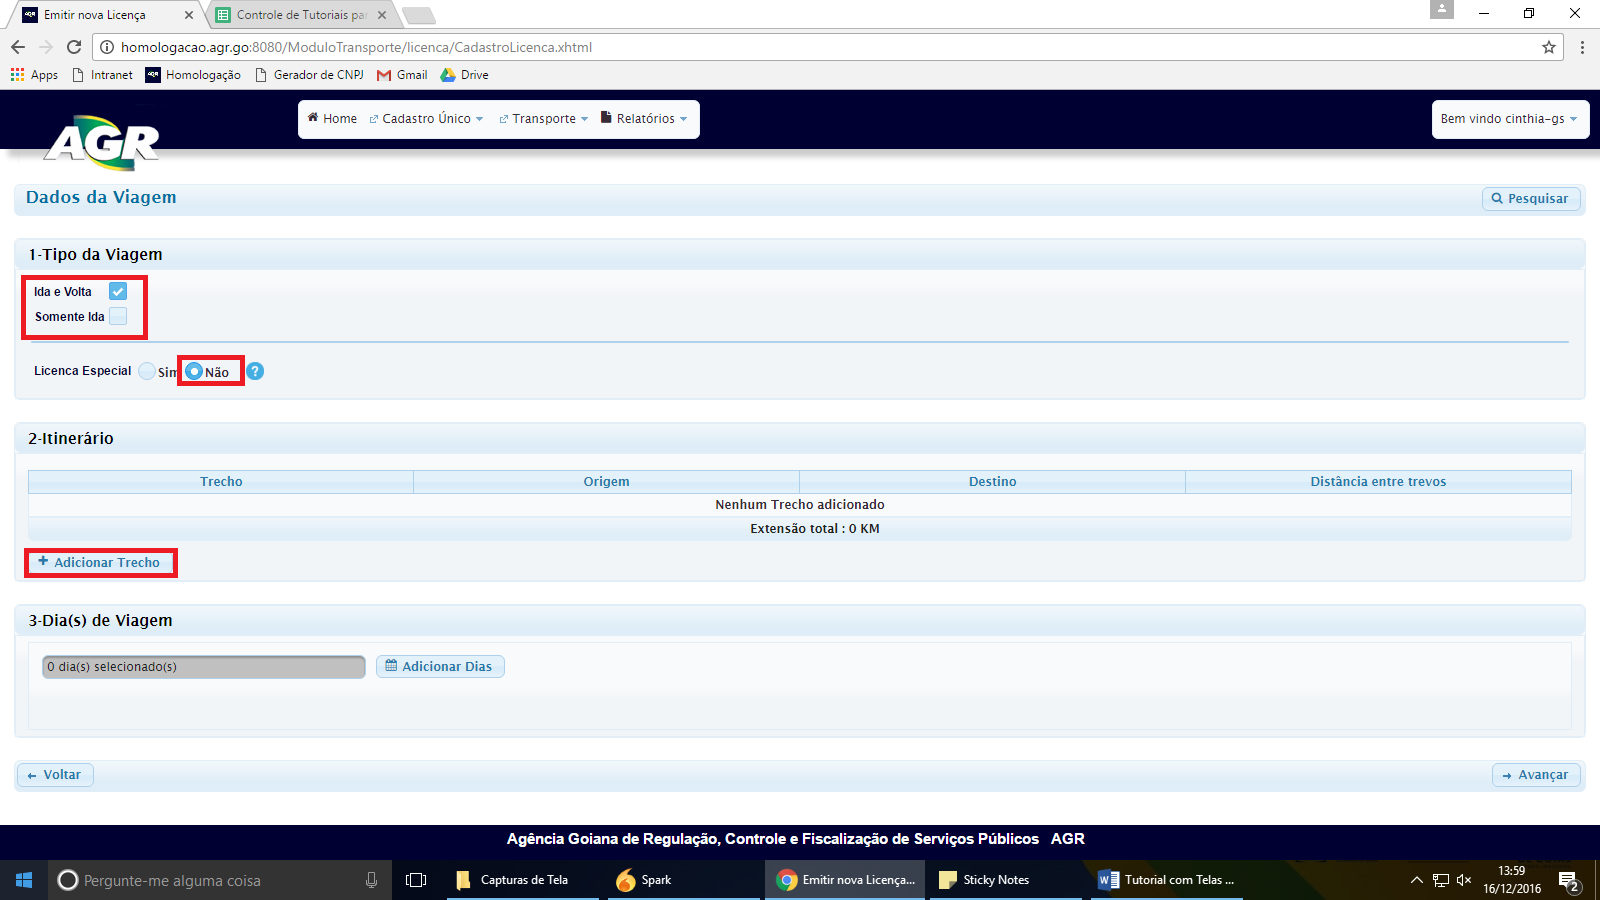 Emitir nova Licença
Controle de Tutoriais pa
homologacao.agr.go:8080/ModuloTransporte/licenca/CadastroLicenca.xhtml
Apps Intranet Homologação Gerador de CNPJ Gmail Drive
AGR
Home Cadastro Único Transporte Relatórios
Bem vindo cinthia-gs
Dados da Viagem
Pesquisar
1-Tipo da Viagem
Ida e Volta
Somente Ida
Licenca Especial Sim Não ?
2-Itinerário
Trecho Origem Destino Distância entre trevos
Nenhum Trecho adicionado
Extensão total : 0 KM
+ Adicionar Trecho
3-Dia(s) de Viagem
0 dia(s) selecionado(s) Adicionar Dias
← Voltar → Avançar
Agência Goiana de Regulação, Controle e Fiscalização de Serviços Públicos AGR
Pergunte-me alguma coisa Capturas de Tela Spark Emitir nova Licença... Sticky Notes Tutorial com Telas ...
13:59
16/12/2016
2